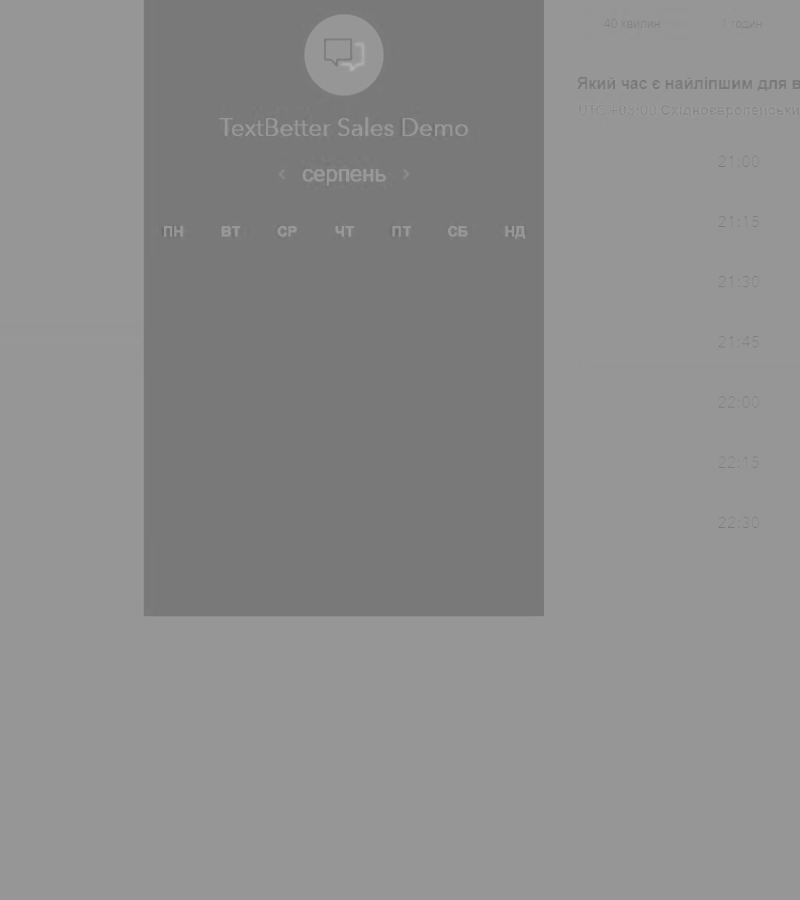 TextBetter Sales Demo
‹ серпень ›
ПН ВТ СР ЧТ ПТ СБ НД
40 хвилин 1 годин
Який час є найліпшим для в
UTC +03:00 Східноєвропейськи
21:00
21:15
21:30
21:45
22:00
22:15
22:30